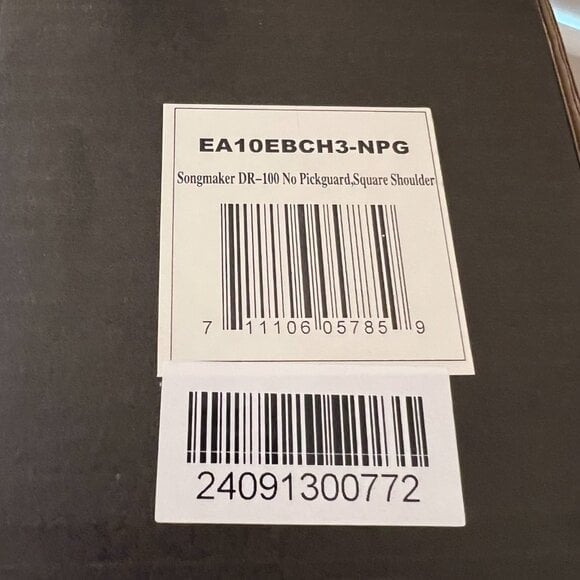 EA10EBCH3-NPG
Songmaker DR-100 No Pickguard,Square Shoulder
7 11106 05785 9
24091300772